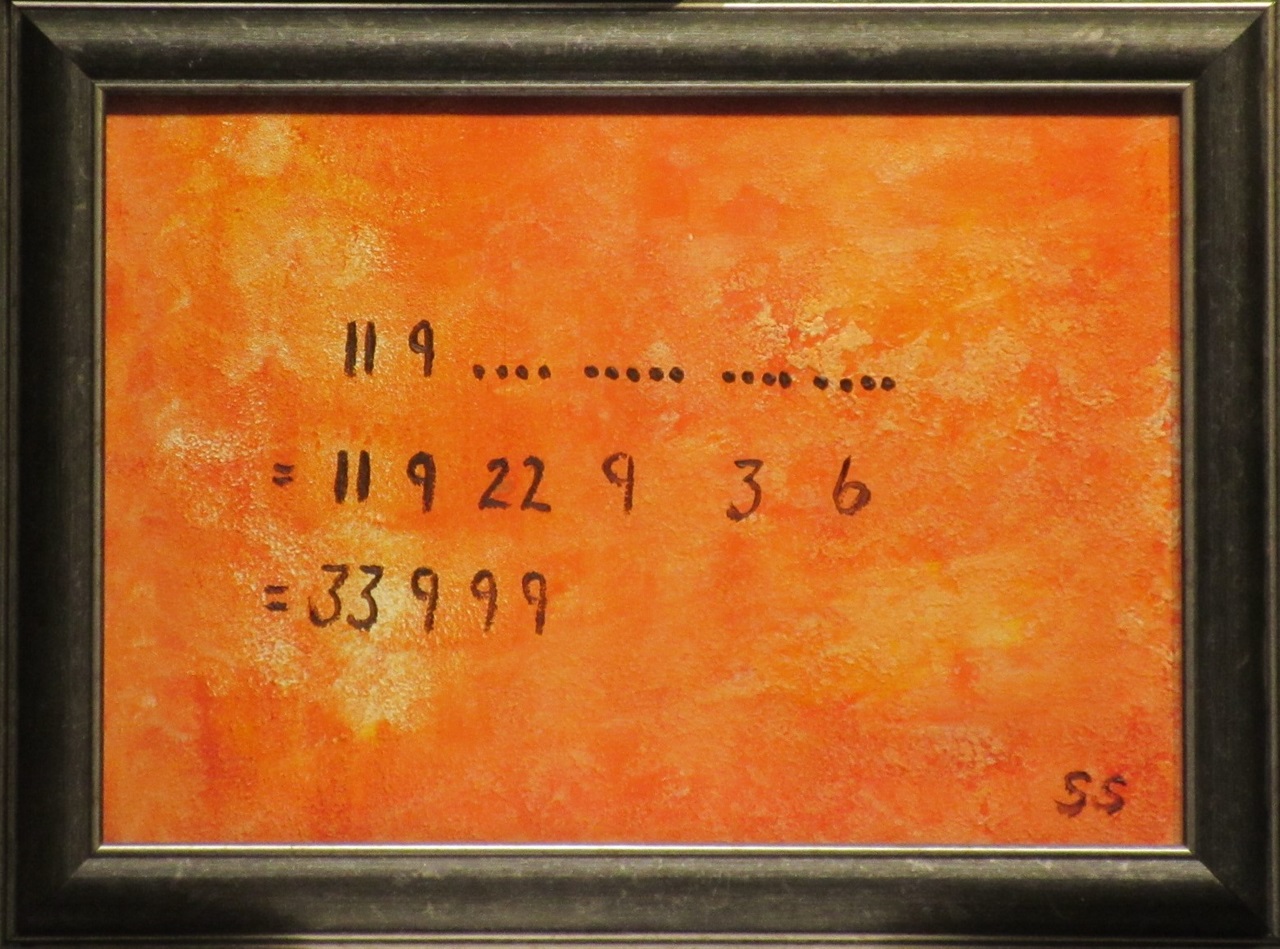 11 9 .... ..... ..... ....
= 11 9 22 9 3 6
= 33 9 9 9
SS